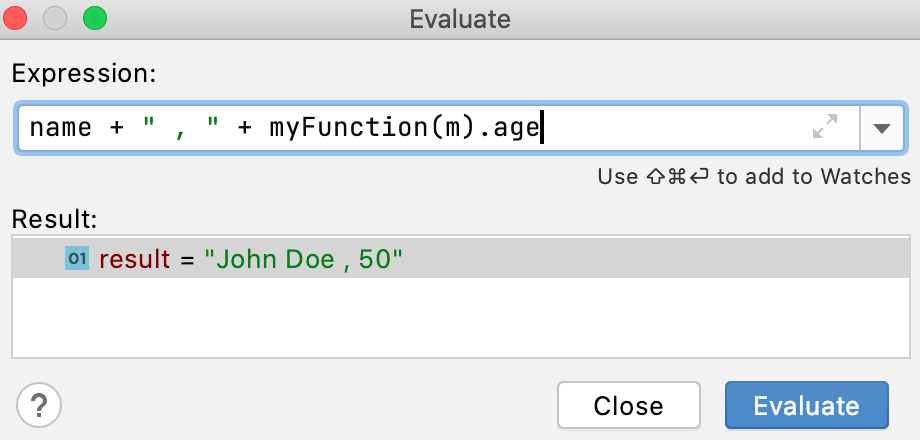 Evaluate
Expression:
name + " , " + myFunction(m).age
Use ⇧⌘⏎ to add to Watches
Result:
01 result = "John Doe , 50"
? Close Evaluate